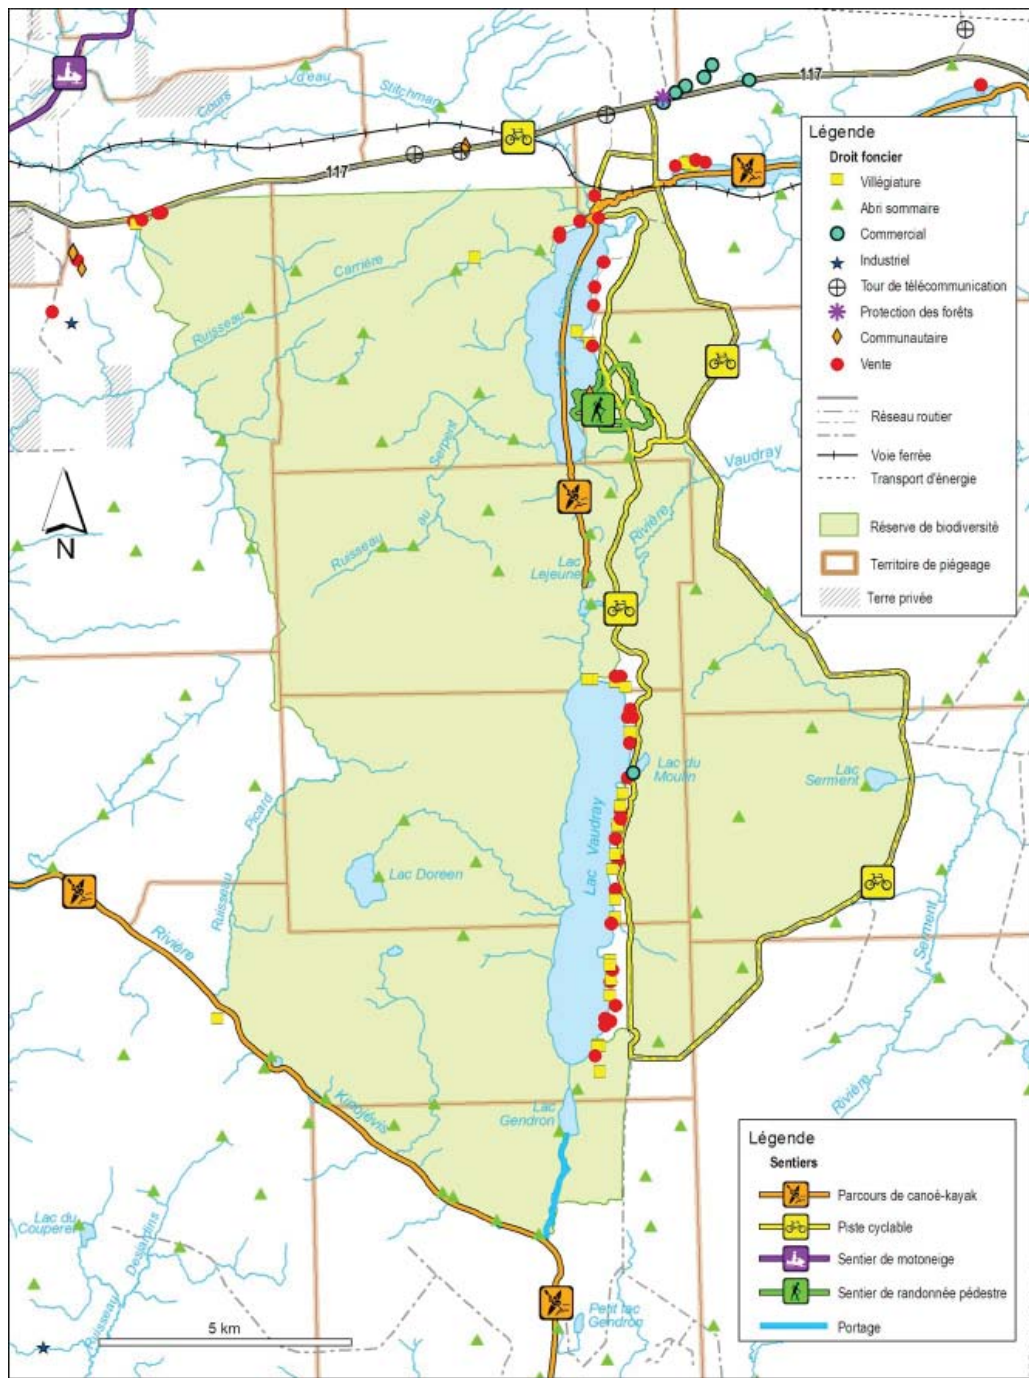 117
Cours
d'eau
Stitchman
117
Légende
Droit foncier
Villégiature
Abri sommaire
Commercial
Industriel
Tour de télécommunication
Protection des forêts
Communautaire
Vente
Réseau routier
Voie ferrée
Transport d'énergie
Réserve de biodiversité
Territoire de piégeage
Terre privée
Ruisseau
Carrière
Ruisseau
au
Serpent
Vaudray
Rivière
N
Lac
Lejeune
Lac du
Moulin
Lac
Serment
Lac
Vaudray
Ruisseau
Picard
Lac Doreen
Rivière
Serment
Rivière
Kinojévis
Lac
Gendron
Lac du
Couperet
Ruisseau
Desjardins
5 km
Petit lac
Gendron
Légende
Sentiers
Parcours de canoë-kayak
Piste cyclable
Sentier de motoneige
Sentier de randonnée pédestre
Portage